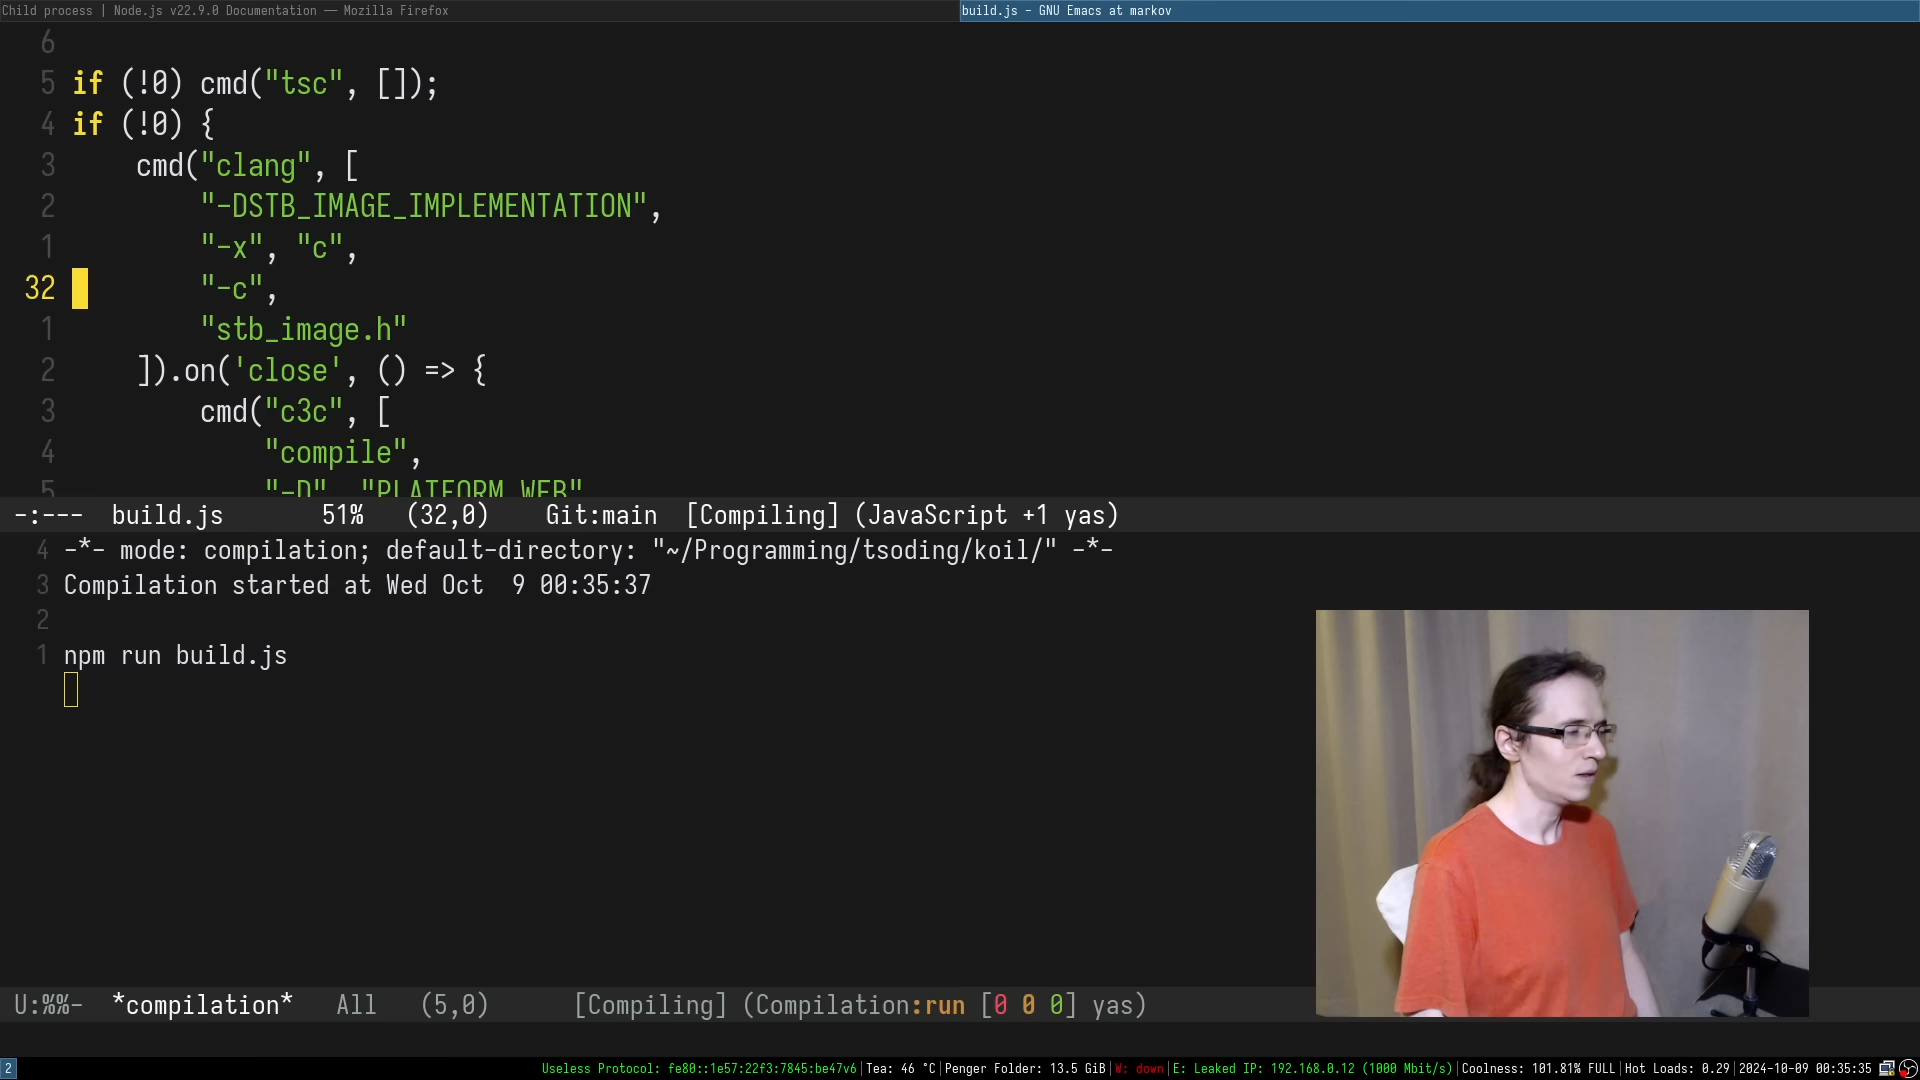 Child process | Node.js v22.9.0 Documentation — Mozilla Firefox
build.js - GNU Emacs at markov
6
5 if (!0) cmd("tsc", []);
4 if (!0) {
3 cmd("clang", [
2 "-DSTB_IMAGE_IMPLEMENTATION",
1 "-x", "c",
32 "-c",
1 "stb_image.h"
2 ]).on('close', () => {
3 cmd("c3c", [
4 "compile",
5 "-D", "PLATFORM_WEB"
-:--- build.js 51% (32,0) Git:main [Compiling] (JavaScript +1 yas)
4 -*- mode: compilation; default-directory: "~/Programming/tsoding/koil/" -*-
3 Compilation started at Wed Oct 9 00:35:37
2
1 npm run build.js
U:%%- *compilation* All (5,0) [Compiling] (Compilation:run [0 0 0] yas)
2 Useless Protocol: fe80::1e57:22f3:7845:be47v6|Tea: 46 °C|Penger Folder: 13.5 GiB|W: down|E: Leaked IP: 192.168.0.12 (1000 Mbit/s)|Coolness: 101.81% FULL|Hot Loads: 0.29|2024-10-09 00:35:35